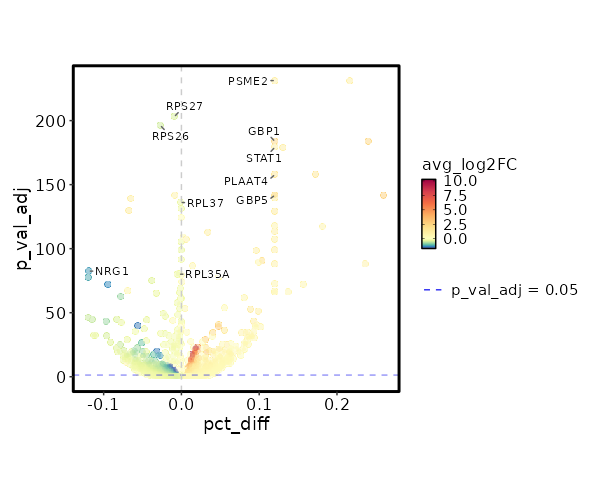 PSME2
RPS27
RPS26
GBP1
STAT1
PLAAT4
GBP5
RPL37
RPL35A
NRG1
p_val_adj
200
150
100
50
0
-0.1
0.0
0.1
0.2
pct_diff
avg_log2FC
10.0
7.5
5.0
2.5
0.0
p_val_adj = 0.05